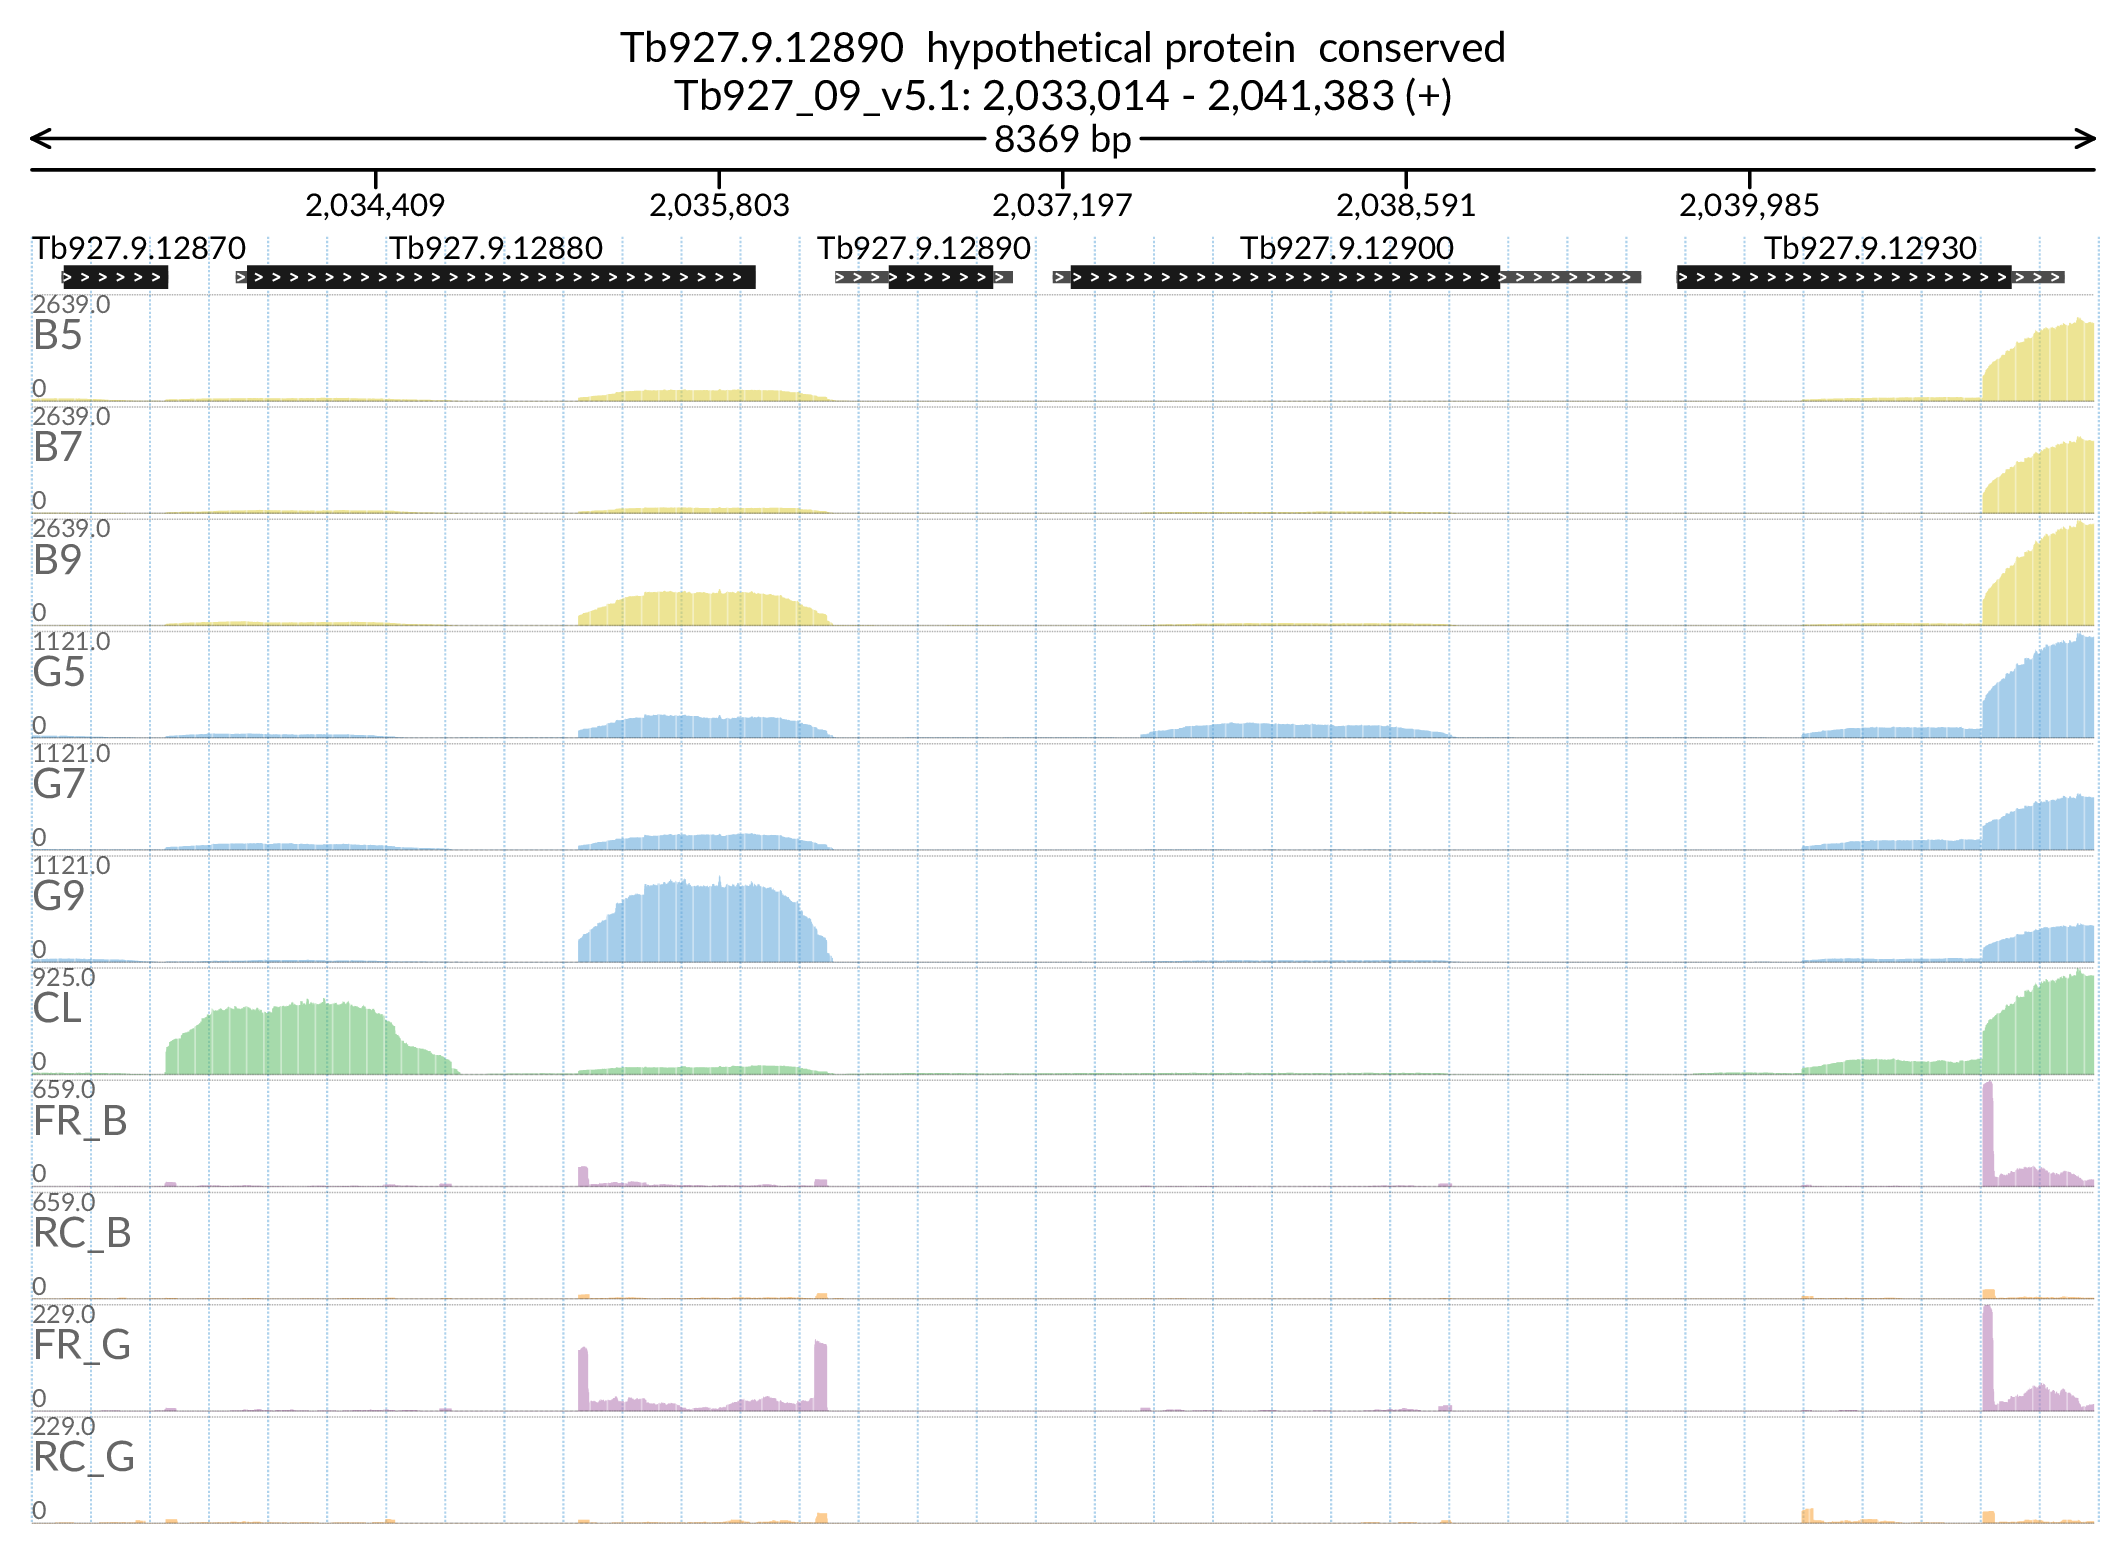 Tb927.9.12890  hypothetical protein  conserved
Tb927_09_v5.1: 2,033,014 - 2,041,383 (+)
8369 bp
2,034,409 2,035,803 2,037,197 2,038,591 2,039,985
Tb927.9.12870 Tb927.9.12880 Tb927.9.12890 Tb927.9.12900 Tb927.9.12930
2639.0
B5
0
2639.0
B7
0
2639.0
B9
0
1121.0
G5
0
1121.0
G7
0
1121.0
G9
0
925.0
CL
0
659.0
FR_B
0
659.0
RC_B
0
229.0
FR_G
0
229.0
RC_G
0